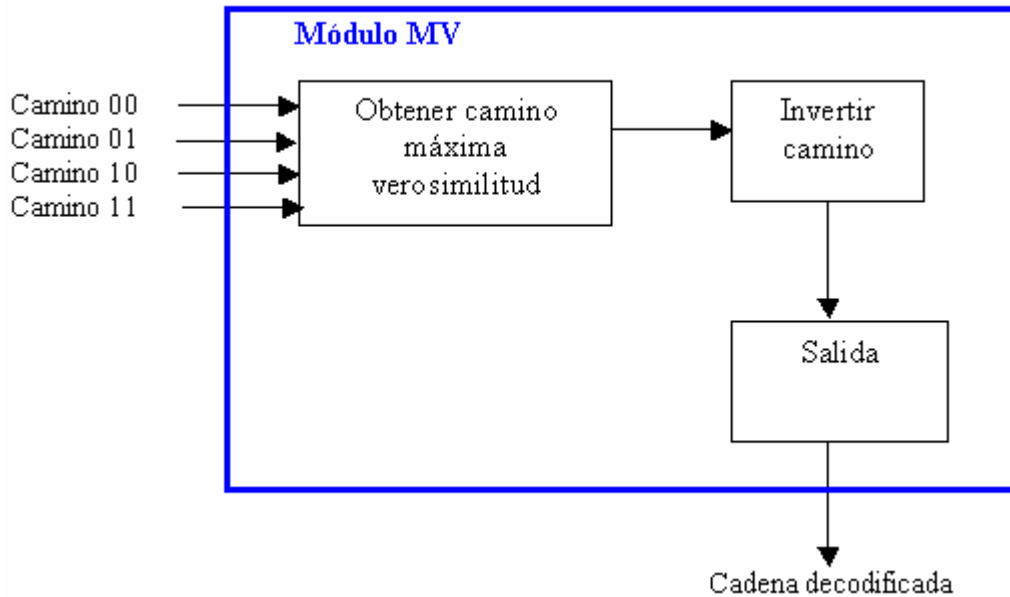 Módulo MV
Camino 00
Camino 01
Camino 10
Camino 11
Obtener camino
máxima
verosimilitud
Invertir
camino
Salida
Cadena decodificada